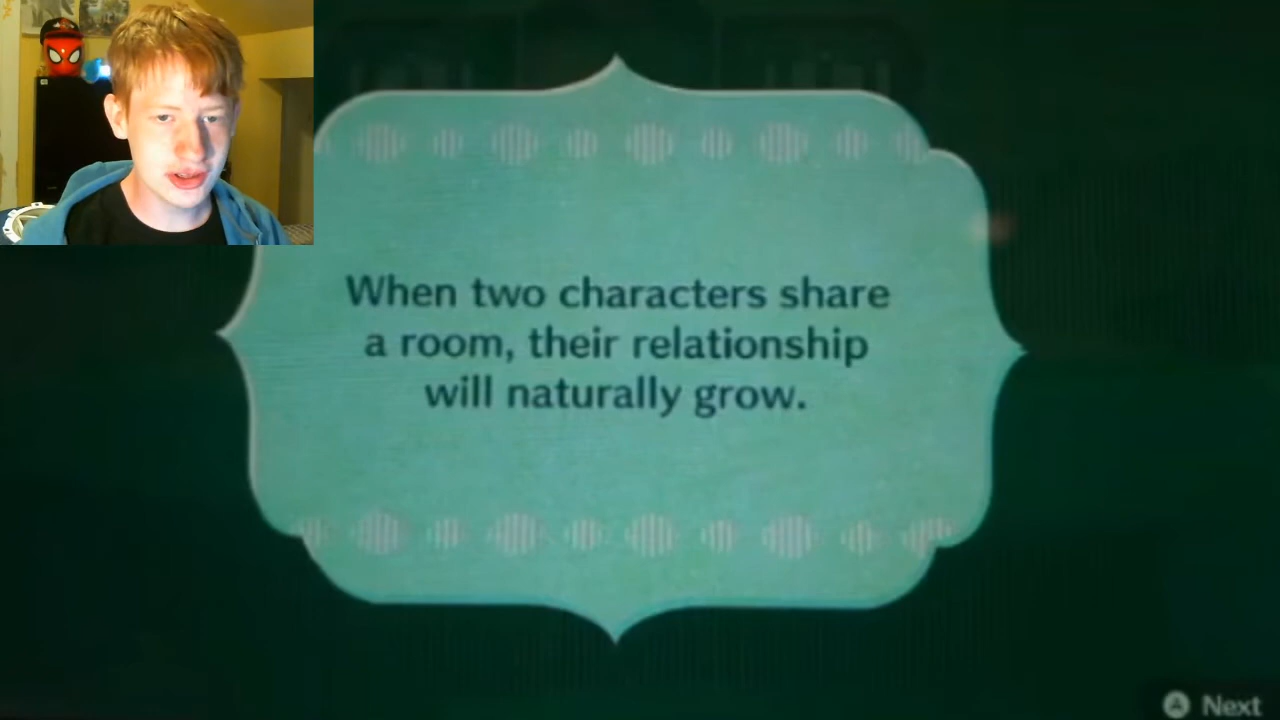 When two characters share
a room, their relationship
will naturally grow.
A Next